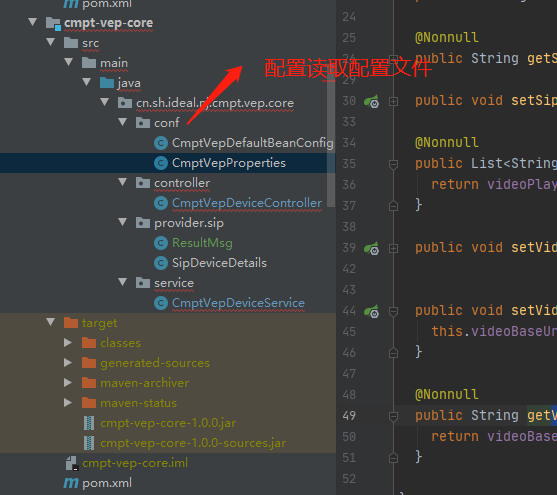 pom.xml
cmpt-vep-core
src
main
java
cn.sh.ideal.nj.cmpt.vep.core
conf
CmptVepDefaultBeanConfig
CmptVepProperties
controller
CmptVepDeviceController
provider.sip
ResultMsg
SipDeviceDetails
service
CmptVepDeviceService
target
classes
generated-sources
maven-archiver
maven-status
cmpt-vep-core-1.0.0.jar
cmpt-vep-core-1.0.0-sources.jar
cmpt-vep-core.iml
pom.xml
配置读取配置文件
24
25 @Nonnull
26 public String getS
30 public void setSip
33
34 @Nonnull
35 public List<String
36 return videoPlay
37 }
38
39 public void setVid
42
43
44 public void setVid
45 this.videoBaseUr
46 }
47
48 @Nonnull
49 public String getV
50 return videoBase
51 }
52